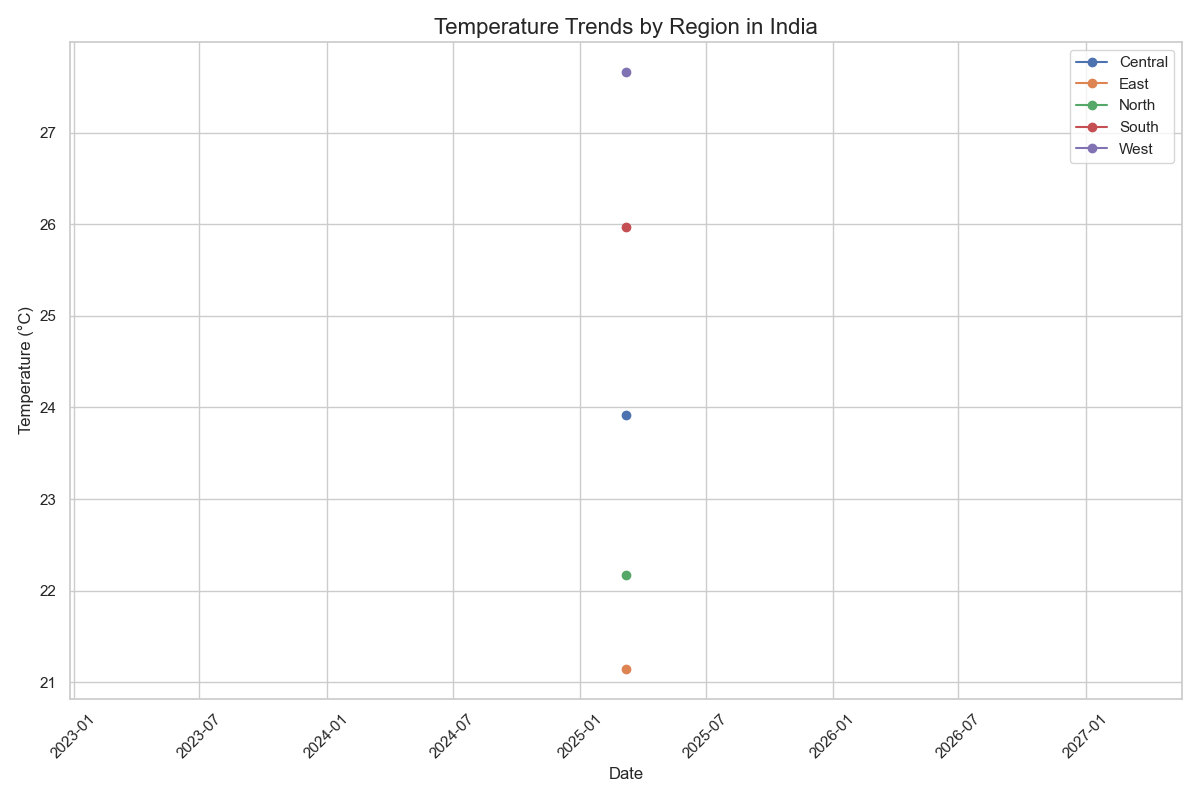 Temperature Trends by Region in India
Central
East
North
South
West
Temperature (°C)
27
26
25
24
23
22
21
2023-01
2023-07
2024-01
2024-07
2025-01
2025-07
2026-01
2026-07
2027-01
Date